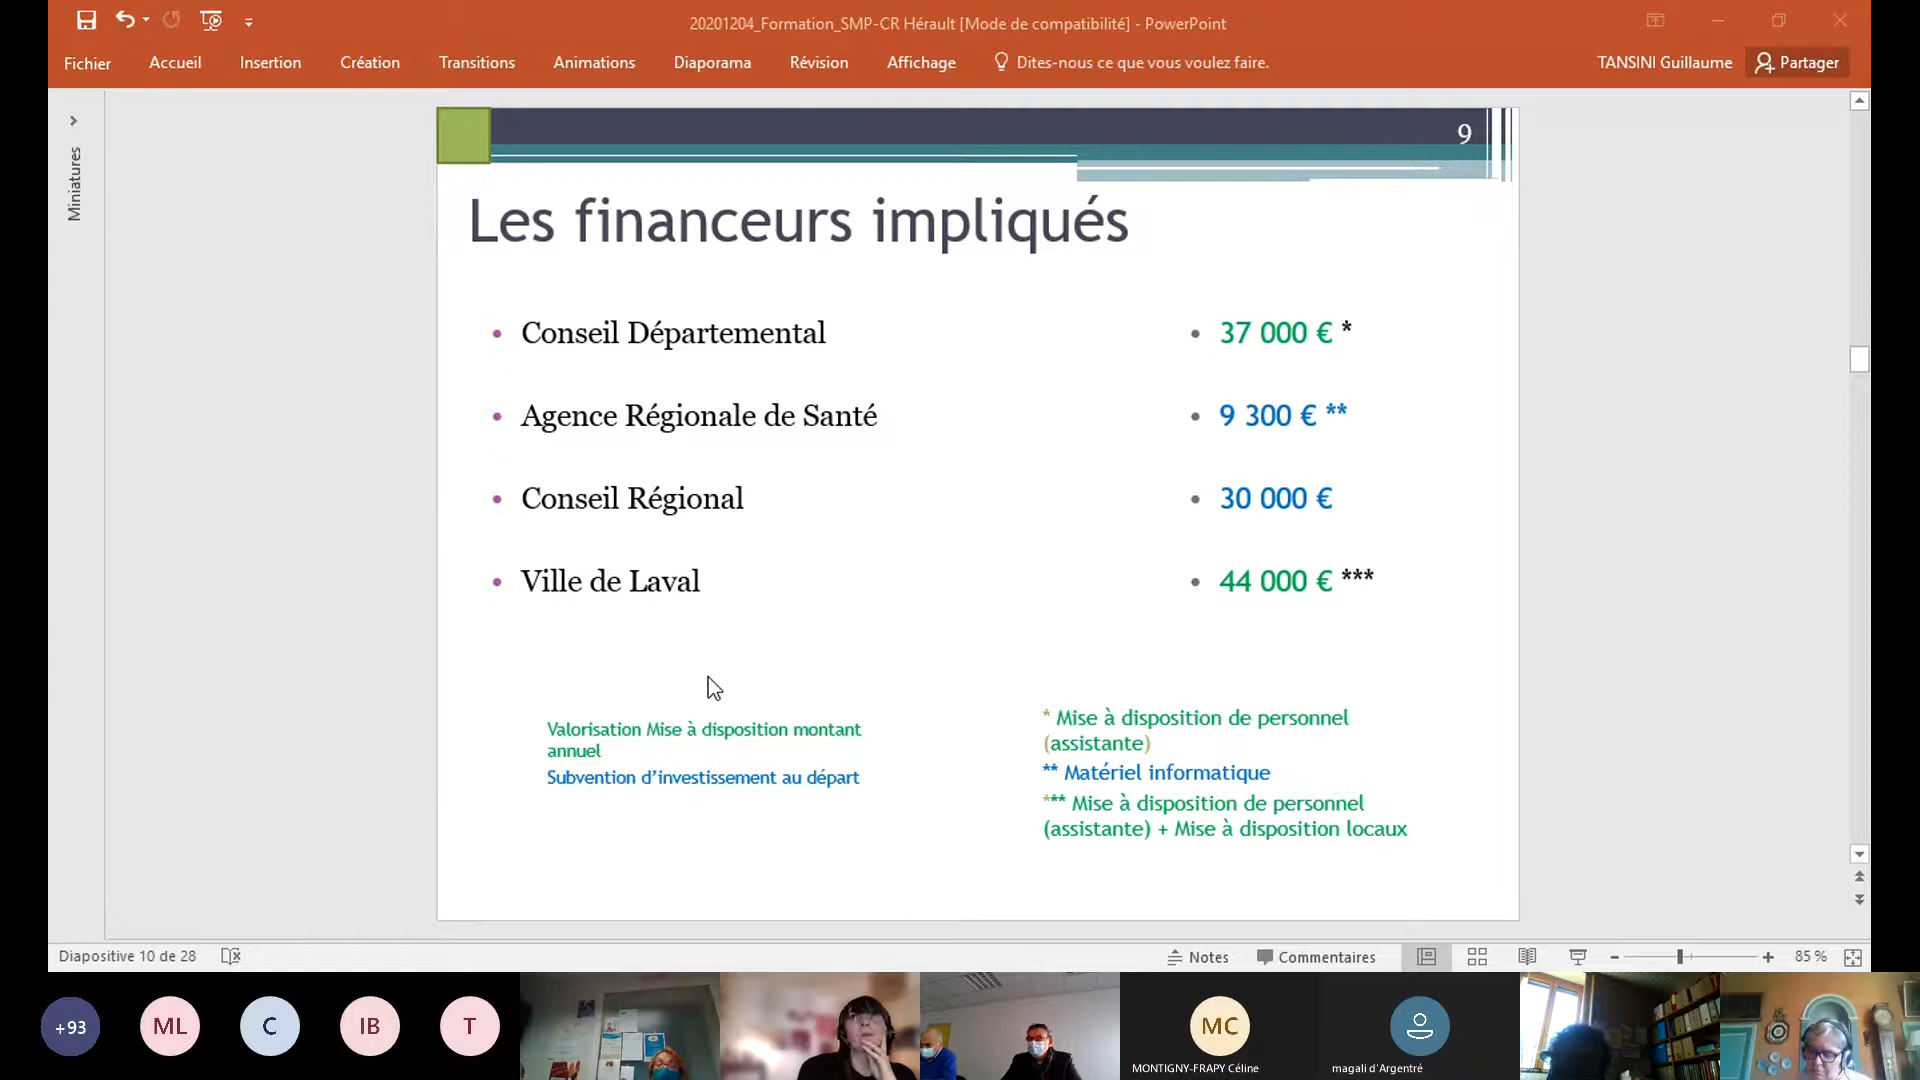 20201204_Formation_SMP-CR Hérault [Mode de compatibilité] - PowerPoint
Fichier Accueil Insertion Création Transitions Animations Diaporama Révision Affichage Dites-nous ce que vous voulez faire. TANSINI Guillaume Partager
Miniatures
9
Les financeurs impliqués
• Conseil Départemental • 37 000 € *
• Agence Régionale de Santé • 9 300 € **
• Conseil Régional • 30 000 €
• Ville de Laval • 44 000 € ***
Valorisation Mise à disposition montant
annuel
Subvention d’investissement au départ
* Mise à disposition de personnel
(assistante)
** Matériel informatique
*** Mise à disposition de personnel
(assistante) + Mise à disposition locaux
Diapositive 10 de 28 Notes Commentaires 85 %
+93 ML C IB T MC
MONTIGNY-FRAPY Céline magali d'Argentré